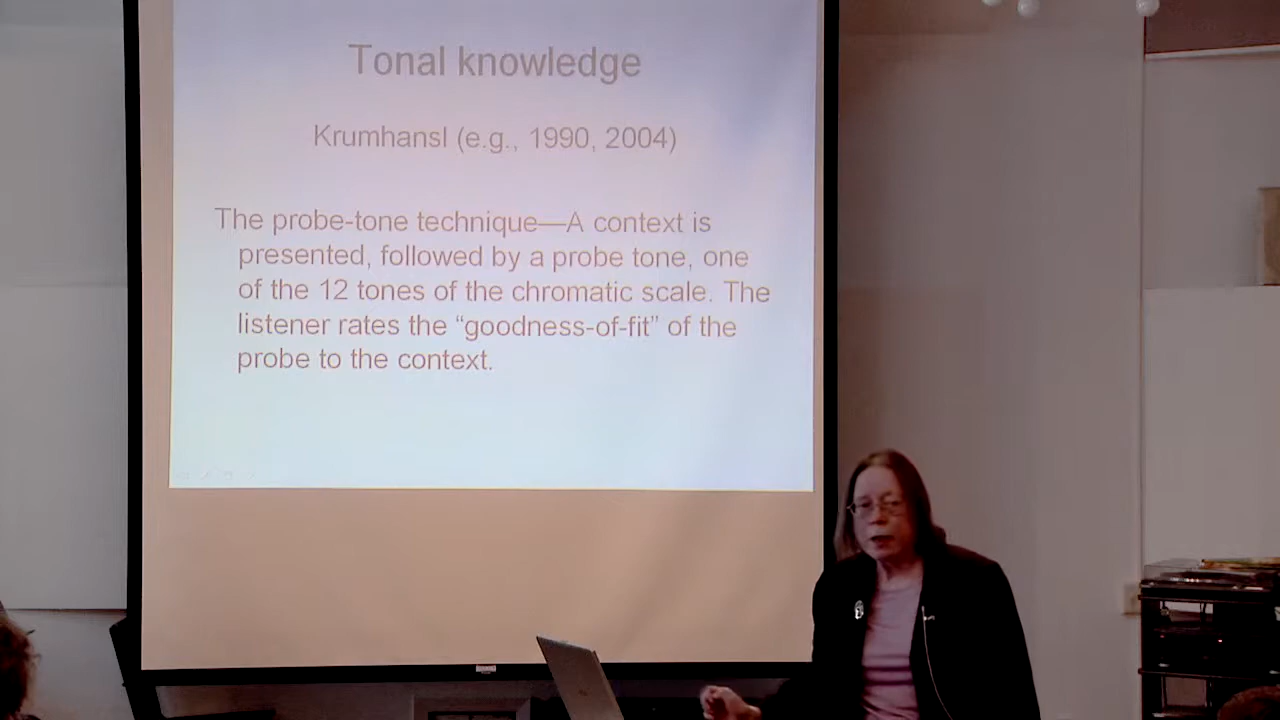 Tonal knowledge
Krumhansl (e.g., 1990, 2004)
The probe-tone technique—A context is
presented, followed by a probe tone, one
of the 12 tones of the chromatic scale. The
listener rates the “goodness-of-fit” of the
probe to the context.